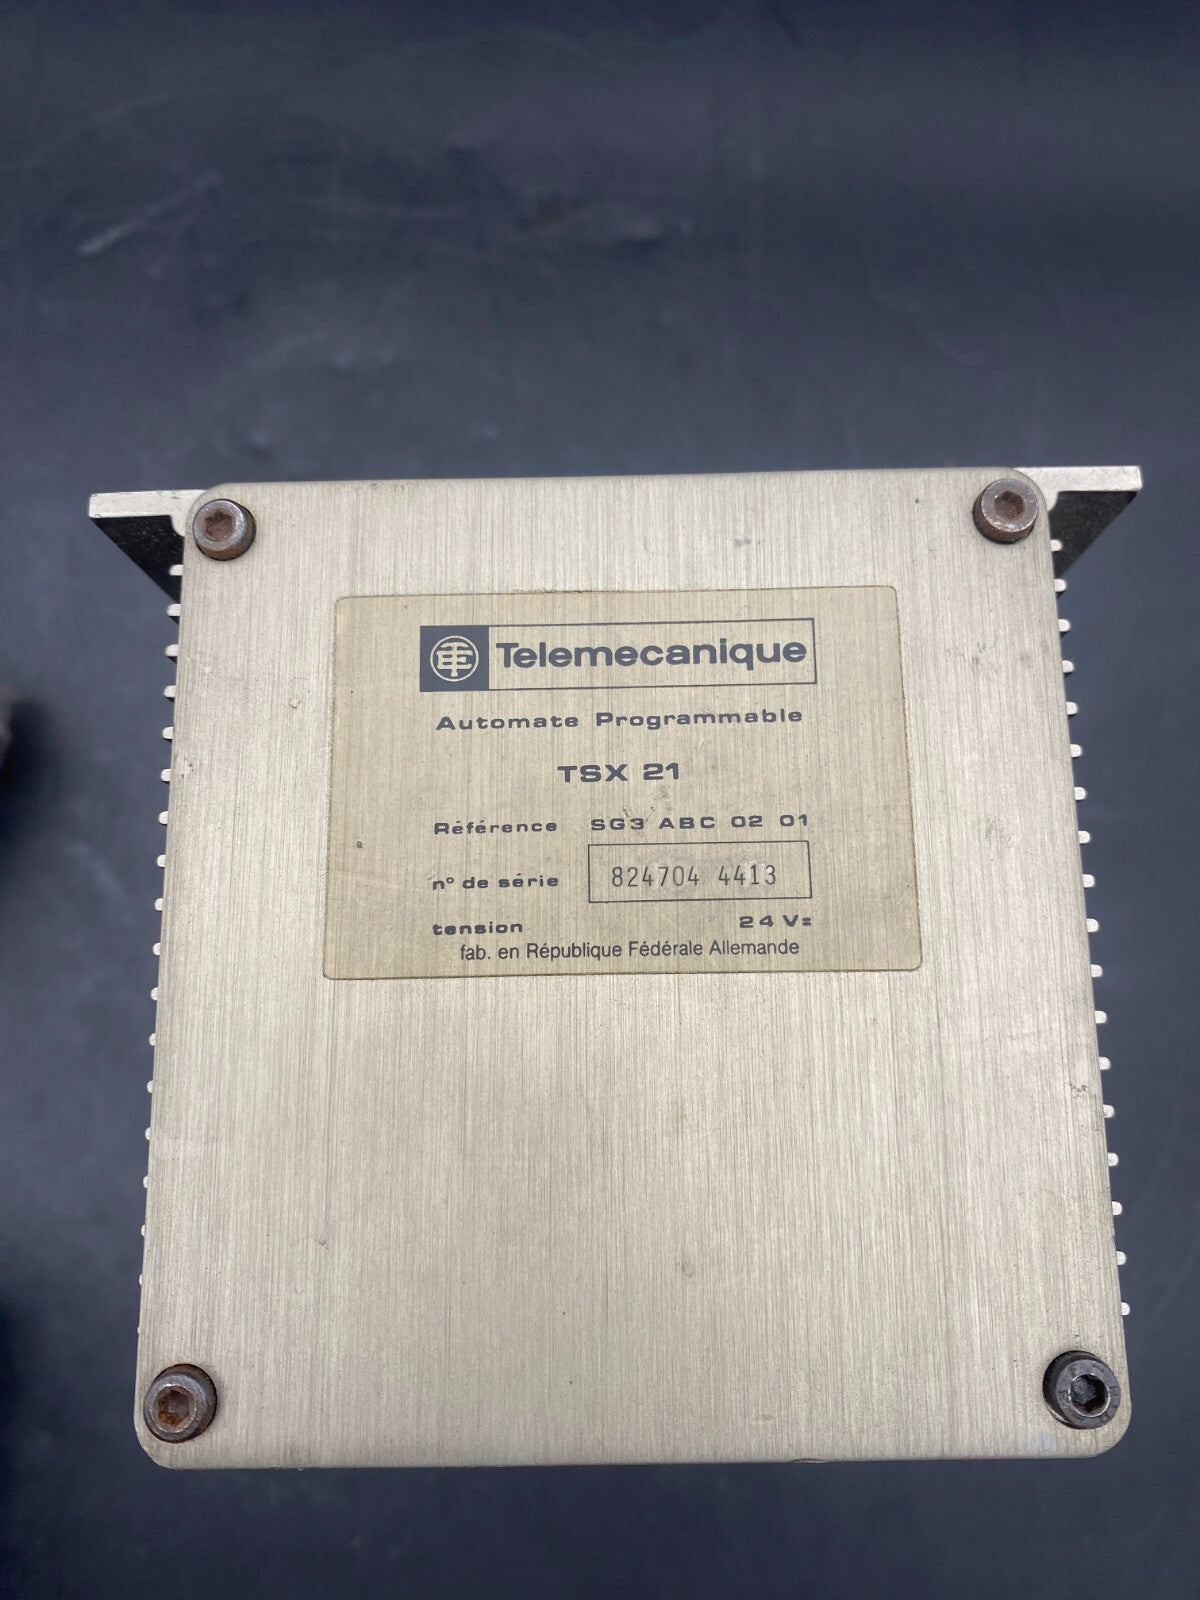 TE Telemecanique
Automate Programmable
TSX 21
Référence SG3 ABC 02 01
n° de série 824704 4413
tension 24 V=
fab. en République Fédérale Allemande